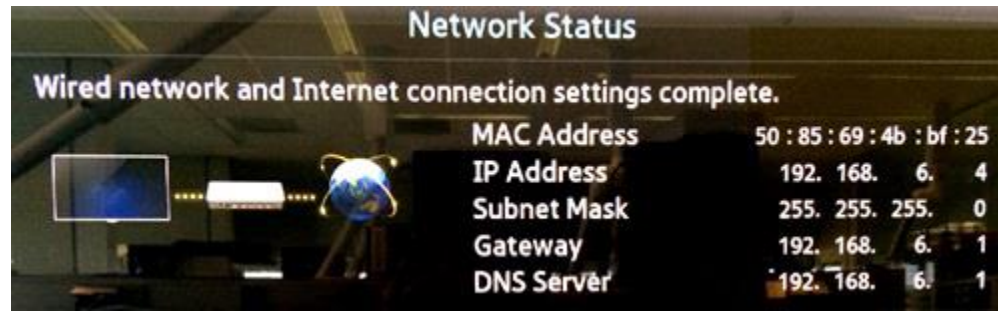 Network Status
Wired network and Internet connection settings complete.
MAC Address 50 : 85 : 69 : 4b : bf : 25
IP Address 192. 168. 6. 4
Subnet Mask 255. 255. 255. 0
Gateway 192. 168. 6. 1
DNS Server 192. 168. 6. 1